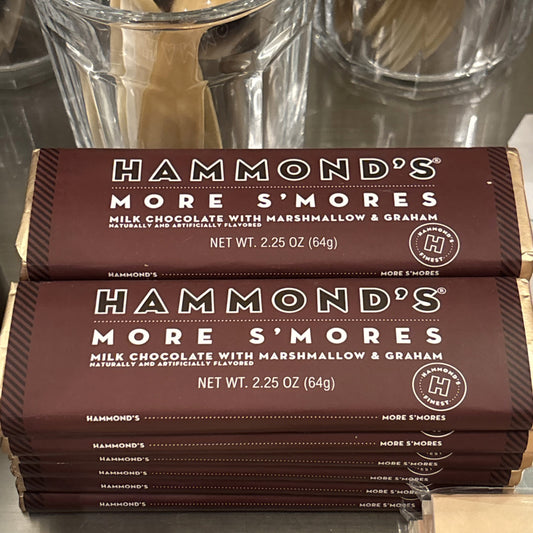 HAMMOND'S®
MORE S'MORES
MILK CHOCOLATE WITH MARSHMALLOW & GRAHAM
NATURALLY AND ARTIFICIALLY FLAVORED
NET WT. 2.25 OZ (64g)
HAMMOND'S
H
FINEST
HAMMOND'S MORE S'MORES
HAMMOND'S®
MORE S'MORES
MILK CHOCOLATE WITH MARSHMALLOW & GRAHAM
NATURALLY AND ARTIFICIALLY FLAVORED
NET WT. 2.25 OZ (64g)
HAMMOND'S
H
FINEST
HAMMOND'S MORE S'MORES
HAMMOND'S MORE S'MORES
HAMMOND'S MORE S'MORES
HAMMOND'S MORE S'MORES
HAMMOND'S MORE S'MORES
HAMMOND'S MORE S'MORES